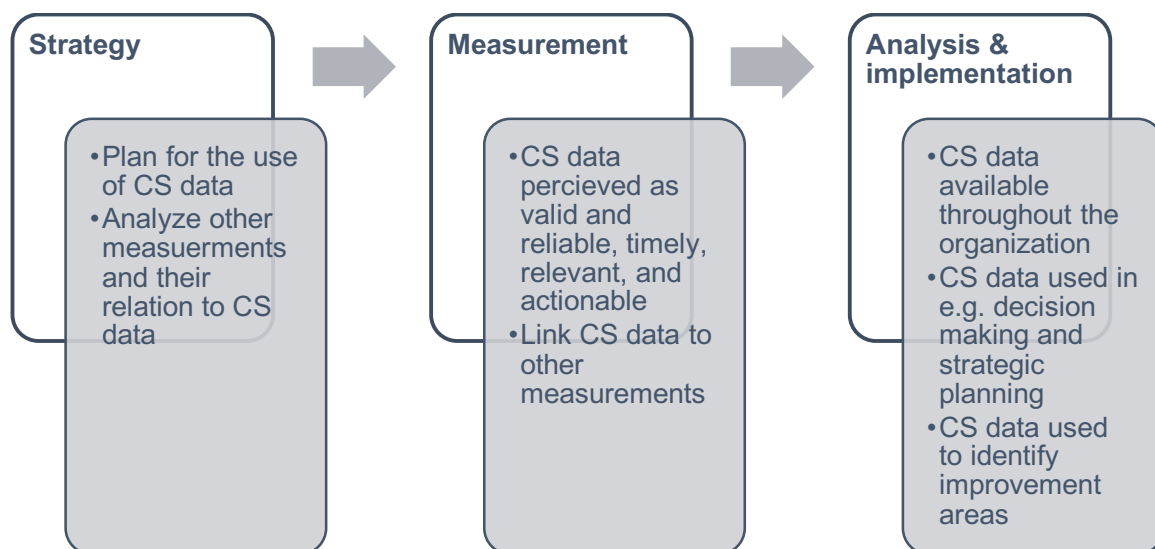 Strategy
•Plan for the use
of CS data
•Analyze other
measuerments
and their
relation to CS
data
Measurement
•CS data
percieved as
valid and
reliable, timely,
relevant, and
actionable
•Link CS data to
other
measurements
Analysis &
implementation
•CS data
available
throughout the
organization
•CS data used in
e.g. decision
making and
strategic
planning
•CS data used
to identify
improvement
areas